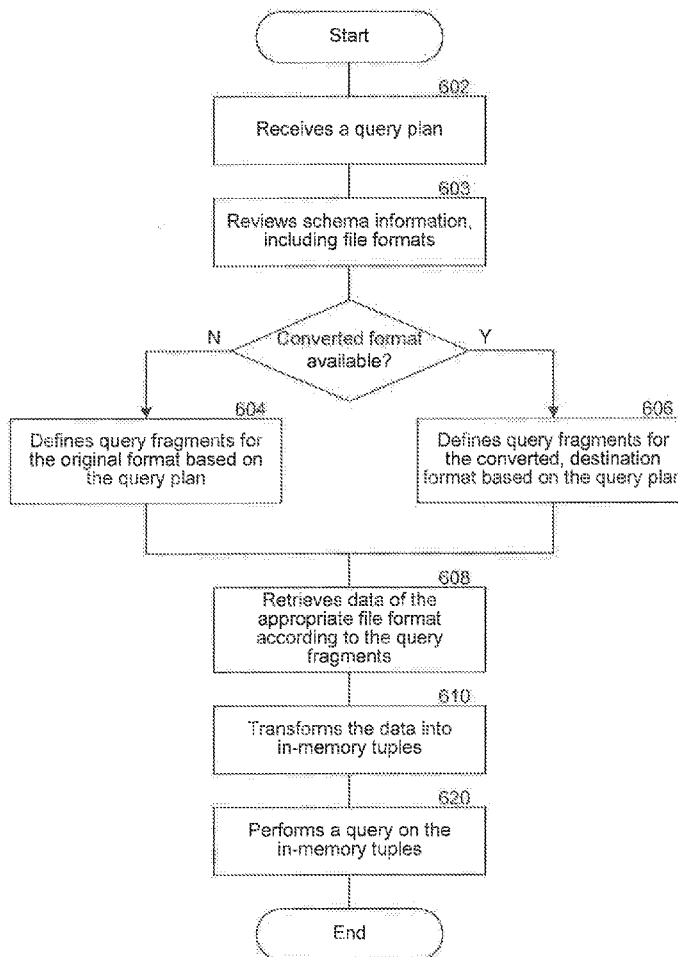 Start
602
Receives a query plan
603
Reviews schema information,
including file formats
N
Converted format
available?
Y
604
Defines query fragments for
the original format based on
the query plan
606
Defines query fragments for
the converted, destination
format based on the query plan
608
Retrieves data of the
appropriate file format
according to the query
fragments
610
Transforms the data into
in-memory tuples
620
Performs a query on the
in-memory tuples
End